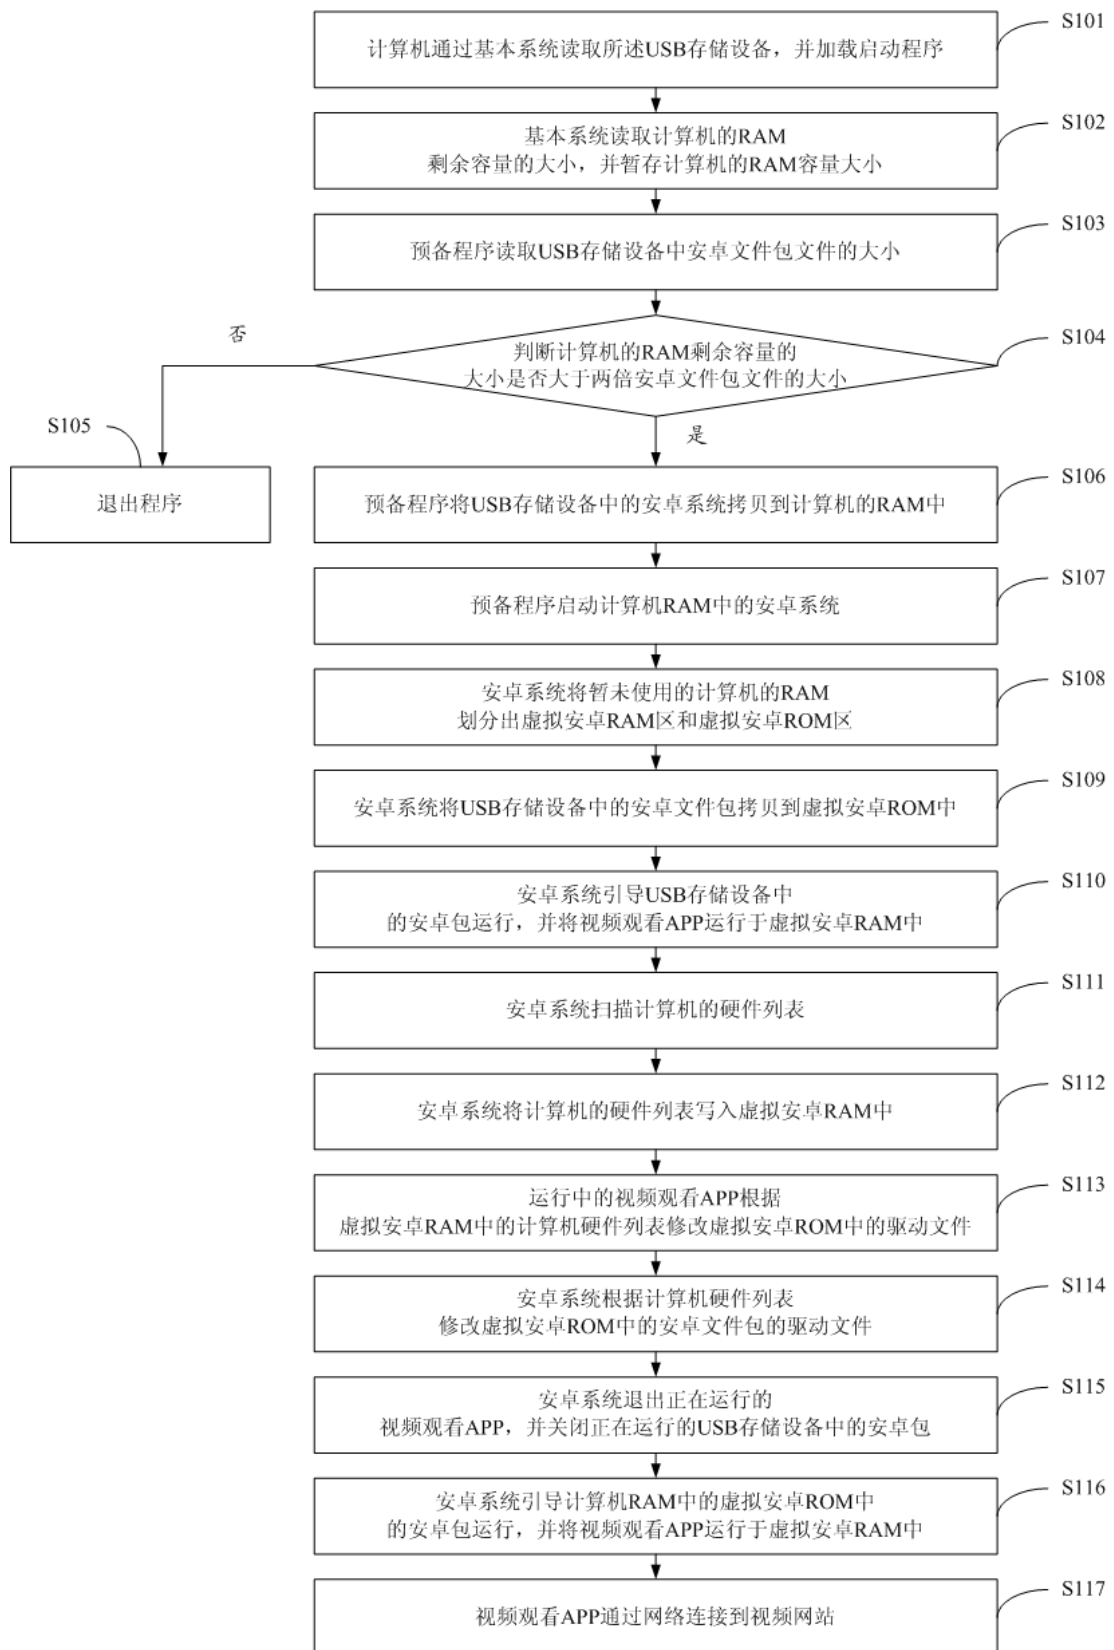 S101
计算机通过基本系统读取所述USB存储设备，并加载启动程序
S102
基本系统读取计算机的RAM
剩余容量的大小，并暂存计算机的RAM容量大小
S103
预备程序读取USB存储设备中安卓文件包文件的大小
否
S104
判断计算机的RAM剩余容量的
大小是否大于两倍安卓文件包文件的大小
S105
是
退出程序
S106
预备程序将USB存储设备中的安卓系统拷贝到计算机的RAM中
S107
预备程序启动计算机RAM中的安卓系统
S108
安卓系统将暂未使用的计算机的RAM
划分出虚拟安卓RAM区和虚拟安卓ROM区
S109
安卓系统将USB存储设备中的安卓文件包拷贝到虚拟安卓ROM中
S110
安卓系统引导USB存储设备中
的安卓包运行，并将视频观看APP运行于虚拟安卓RAM中
S111
安卓系统扫描计算机的硬件列表
S112
安卓系统将计算机的硬件列表写入虚拟安卓RAM中
S113
运行中的视频观看APP根据
虚拟安卓RAM中的计算机硬件列表修改虚拟安卓ROM中的驱动文件
S114
安卓系统根据计算机硬件列表
修改虚拟安卓ROM中的安卓文件包的驱动文件
S115
安卓系统退出正在运行的
视频观看APP，并关闭正在运行的USB存储设备中的安卓包
S116
安卓系统引导计算机RAM中的虚拟安卓ROM中
的安卓包运行，并将视频观看APP运行于虚拟安卓RAM中
S117
视频观看APP通过网络连接到视频网站